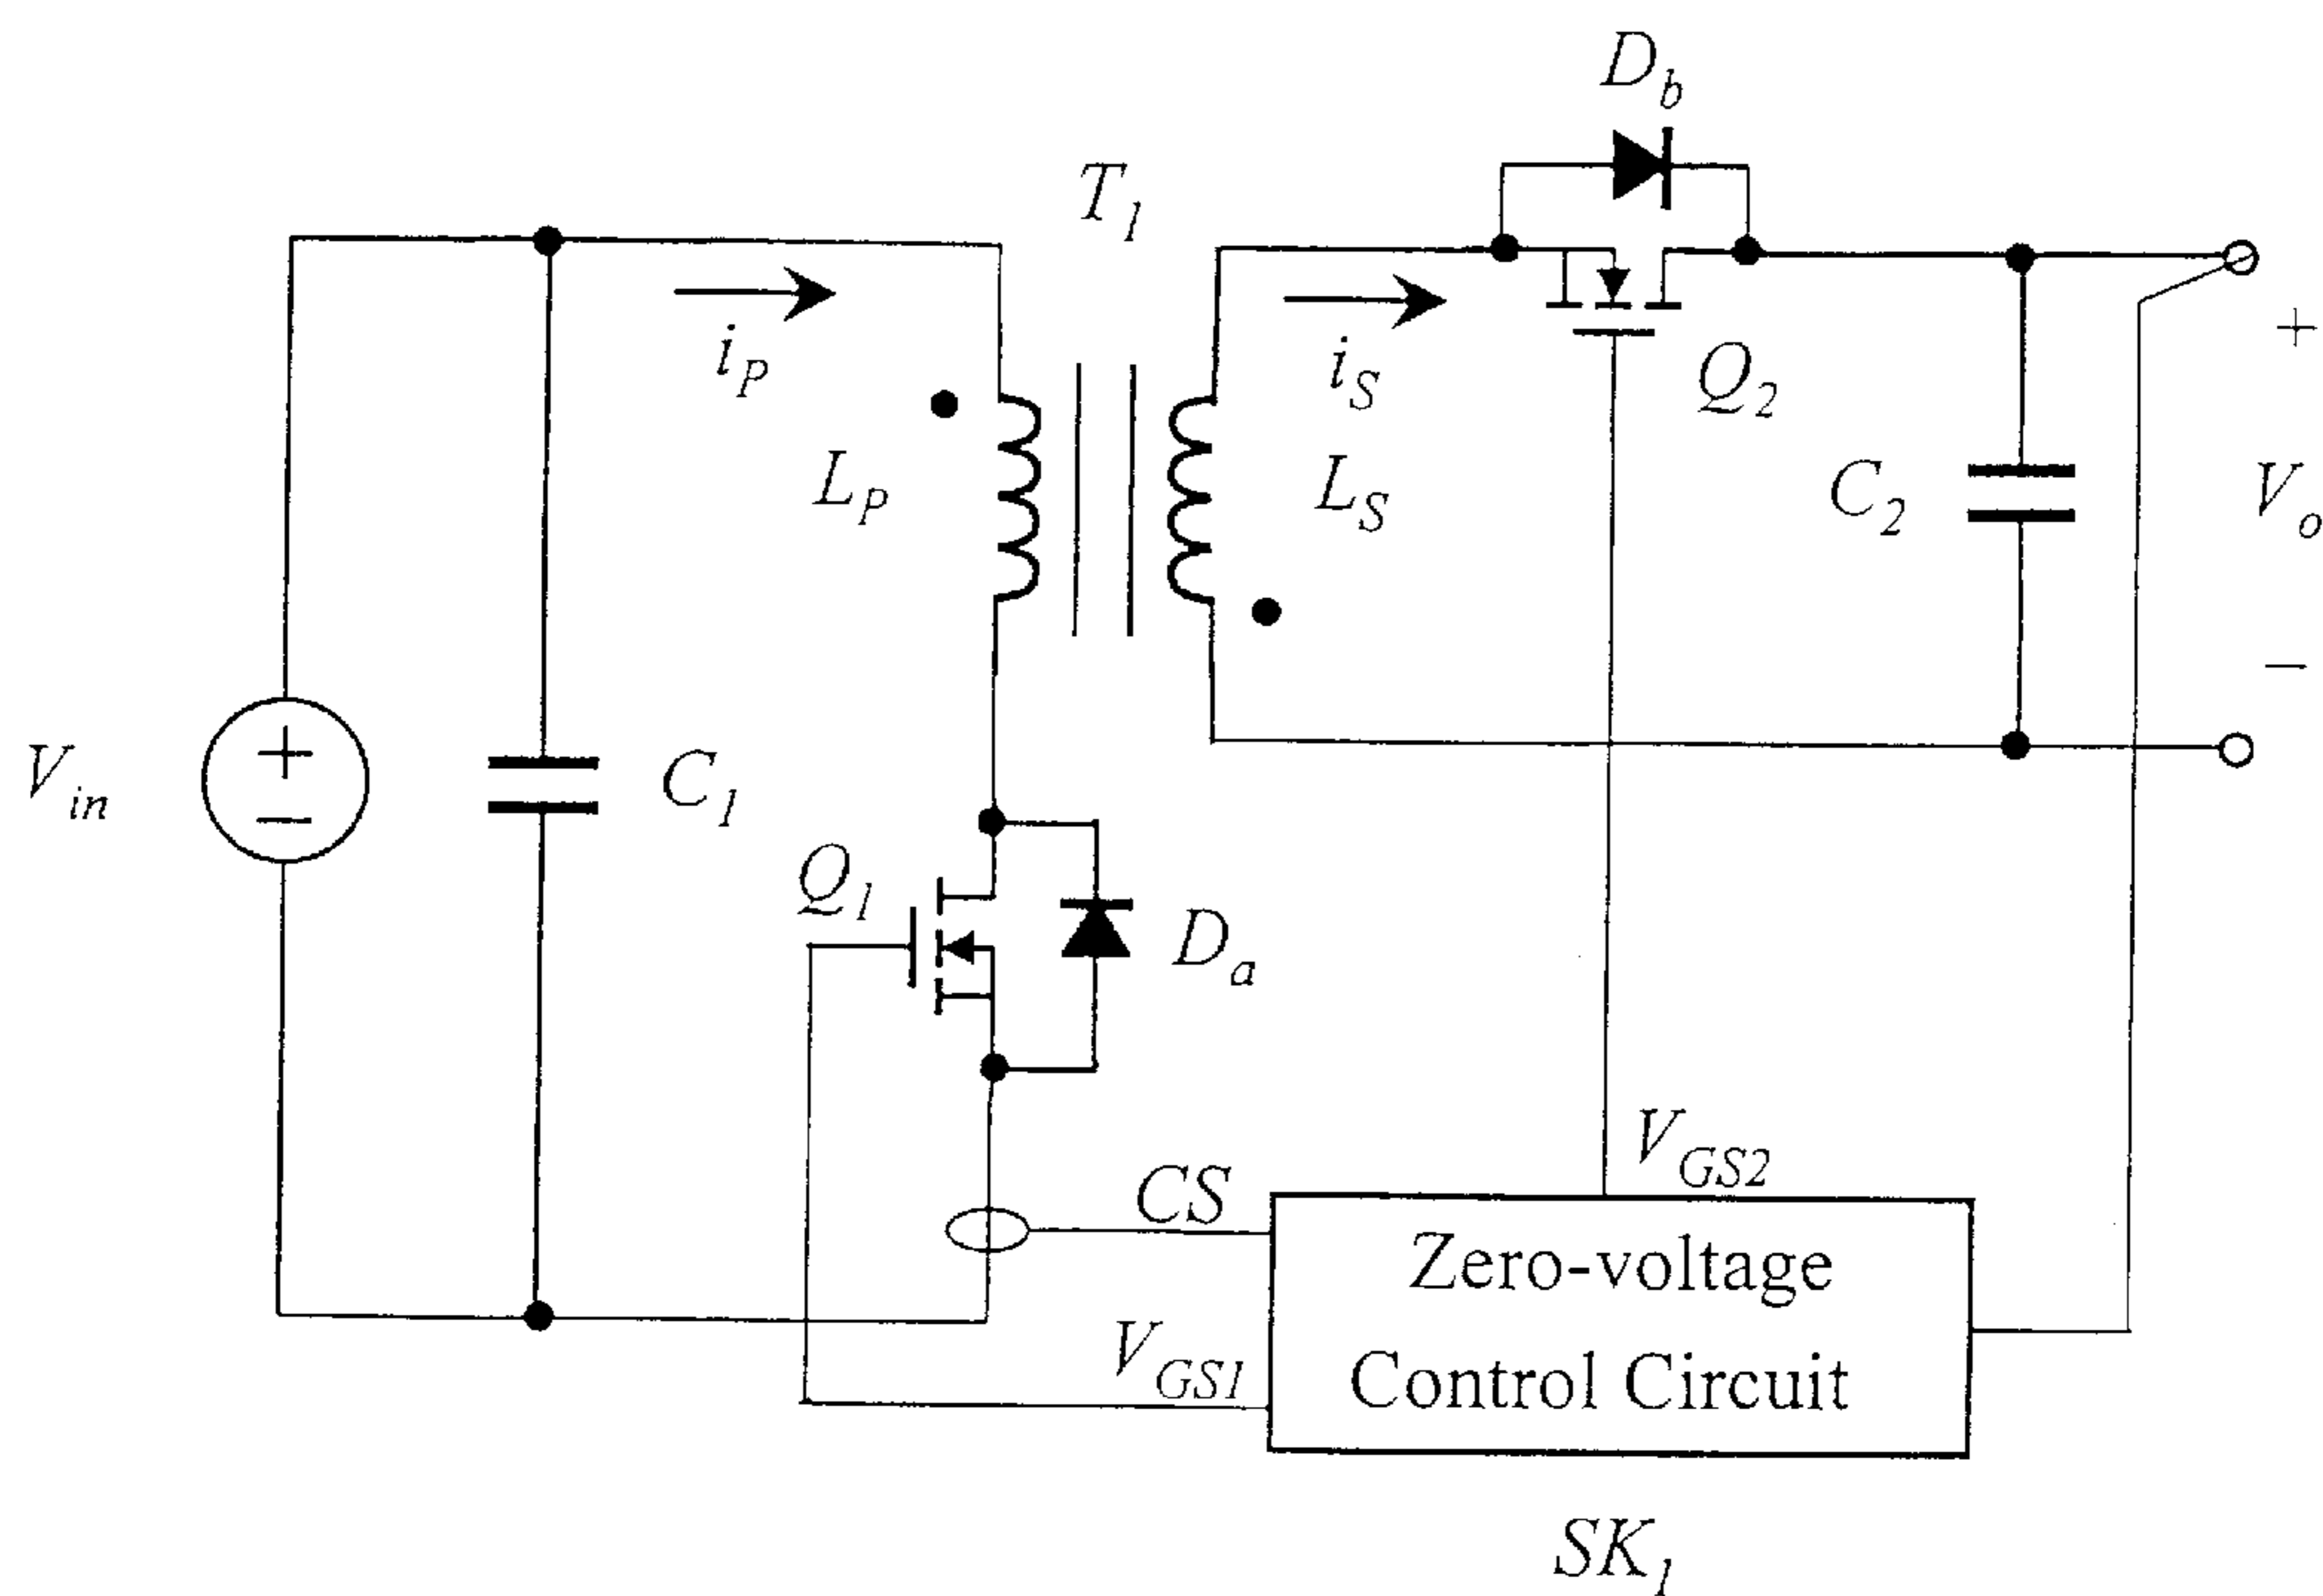 D_b
T_1
i_P
i_S
Q_2
+
L_P
L_S
C_2
V_o
−
V_in
+
−
C_1
Q_1
D_a
V_GS2
CS
Zero-voltage
Control Circuit
V_GS1
SK_1